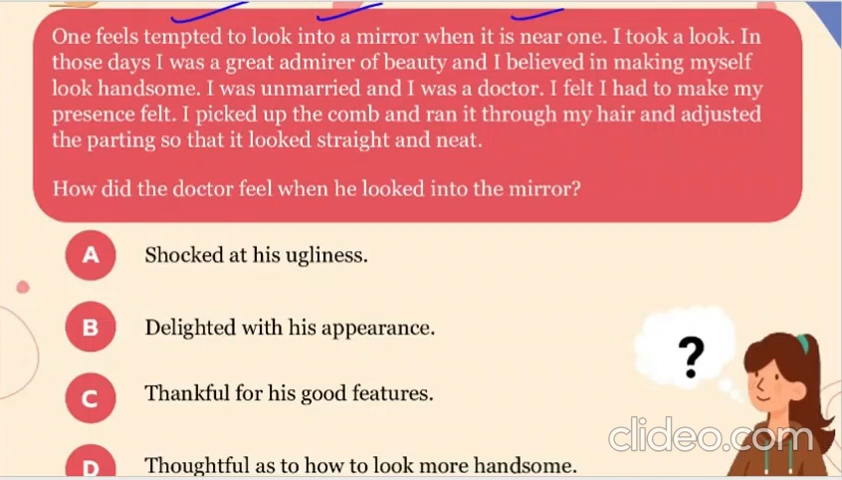 One feels tempted to look into a mirror when it is near one. I took a look. In
those days I was a great admirer of beauty and I believed in making myself
look handsome. I was unmarried and I was a doctor. I felt I had to make my
presence felt. I picked up the comb and ran it through my hair and adjusted
the parting so that it looked straight and neat.
How did the doctor feel when he looked into the mirror?
A Shocked at his ugliness.
B Delighted with his appearance.
C Thankful for his good features.
D Thoughtful as to how to look more handsome.
?
clideo.com